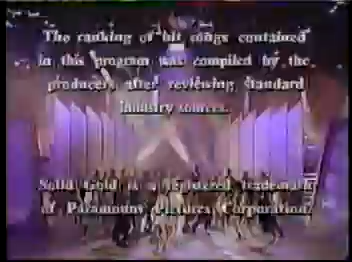 The ranking of hit songs contained
in this program was compiled by the
producers after reviewing standard
industry sources.
Solid Gold is a registered trademark
of Paramount Pictures Corporation.